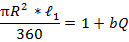 πR² * ℓ₁ / 360 = 1 + bQ